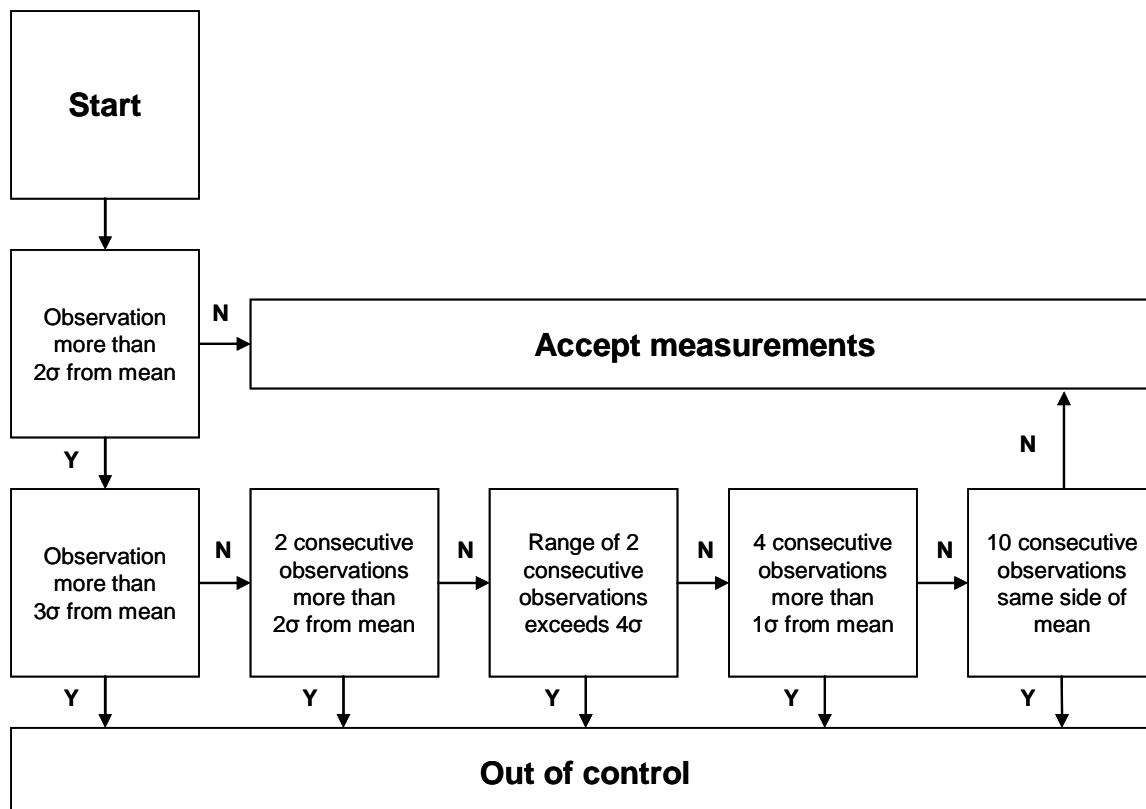 Start
Observation
more than
2σ from mean
N
Accept measurements
Y
N
Observation
more than
3σ from mean
N
2 consecutive
observations
more than
2σ from mean
N
Range of 2
consecutive
observations
exceeds 4σ
N
4 consecutive
observations
more than
1σ from mean
N
10 consecutive
observations
same side of
mean
Y
Y
Y
Y
Y
Out of control